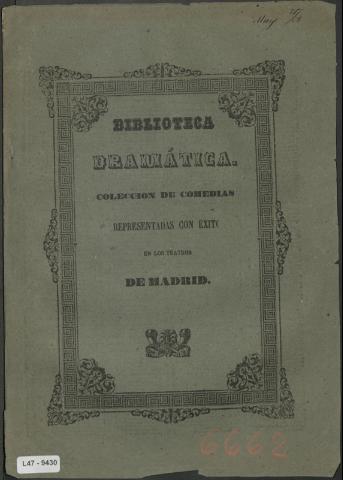 BIBLIOTECA
DRAMÁTICA.
COLECCION DE COMEDIAS
REPRESENTADAS CON EXITO
EN LOS TEATROS
DE MADRID.
6662
L47 - 9430